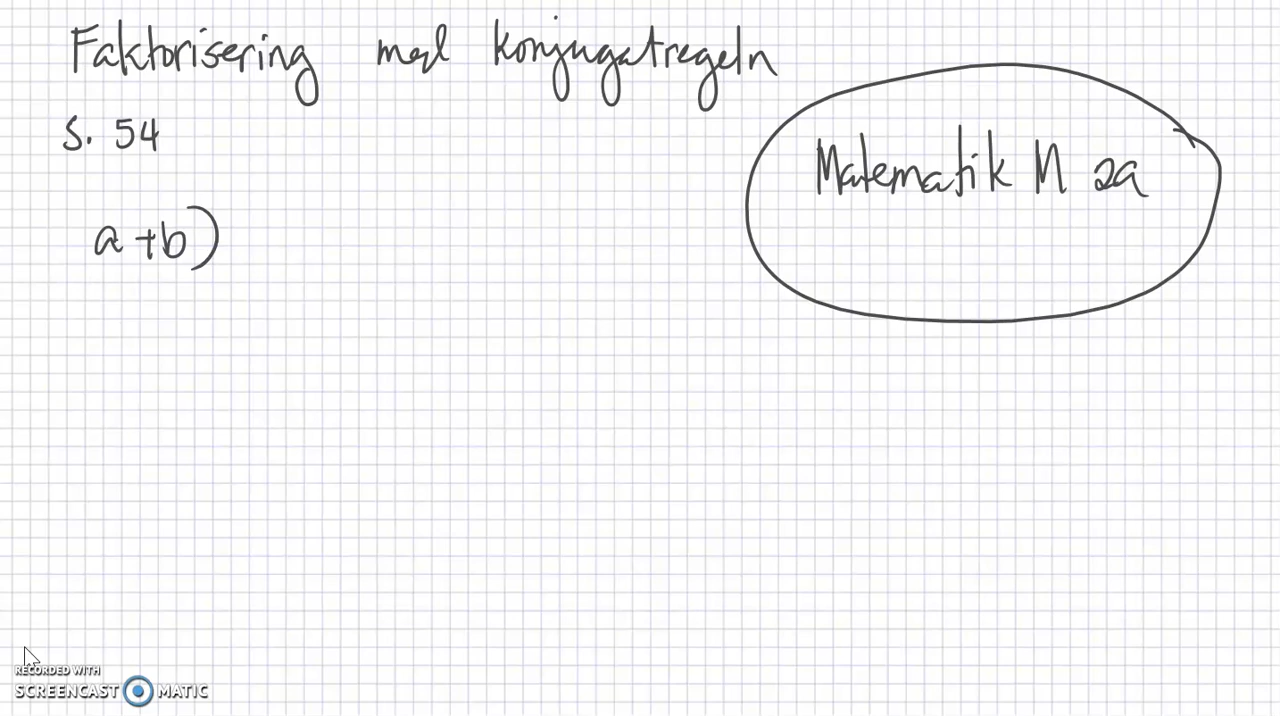 Faktorisering med konjugatregeln
s. 54
Matematik M 2a
a+b)
RECORDED WITH
SCREENCAST MATIC